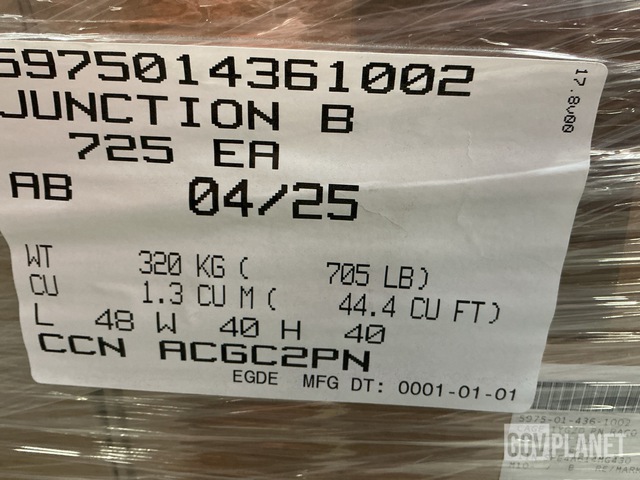 5975014361002
17.8v00
JUNCTION B
725 EA
AB 04/25
WT 320 KG ( 705 LB)
CU 1.3 CU M ( 44.4 CU FT)
L 48 W 40 H 40
CCN ACGC2PN
EGDE MFG DT: 0001-01-01
5975-01-436-1002
GOVPLANET